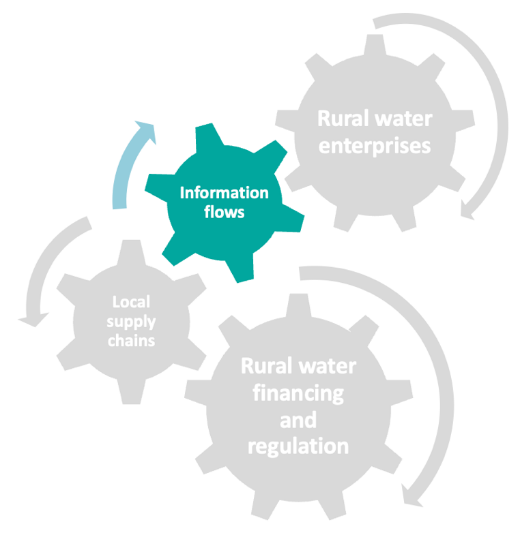 Rural water
enterprises
Information
flows
Local
supply
chains
Rural water
financing
and
regulation